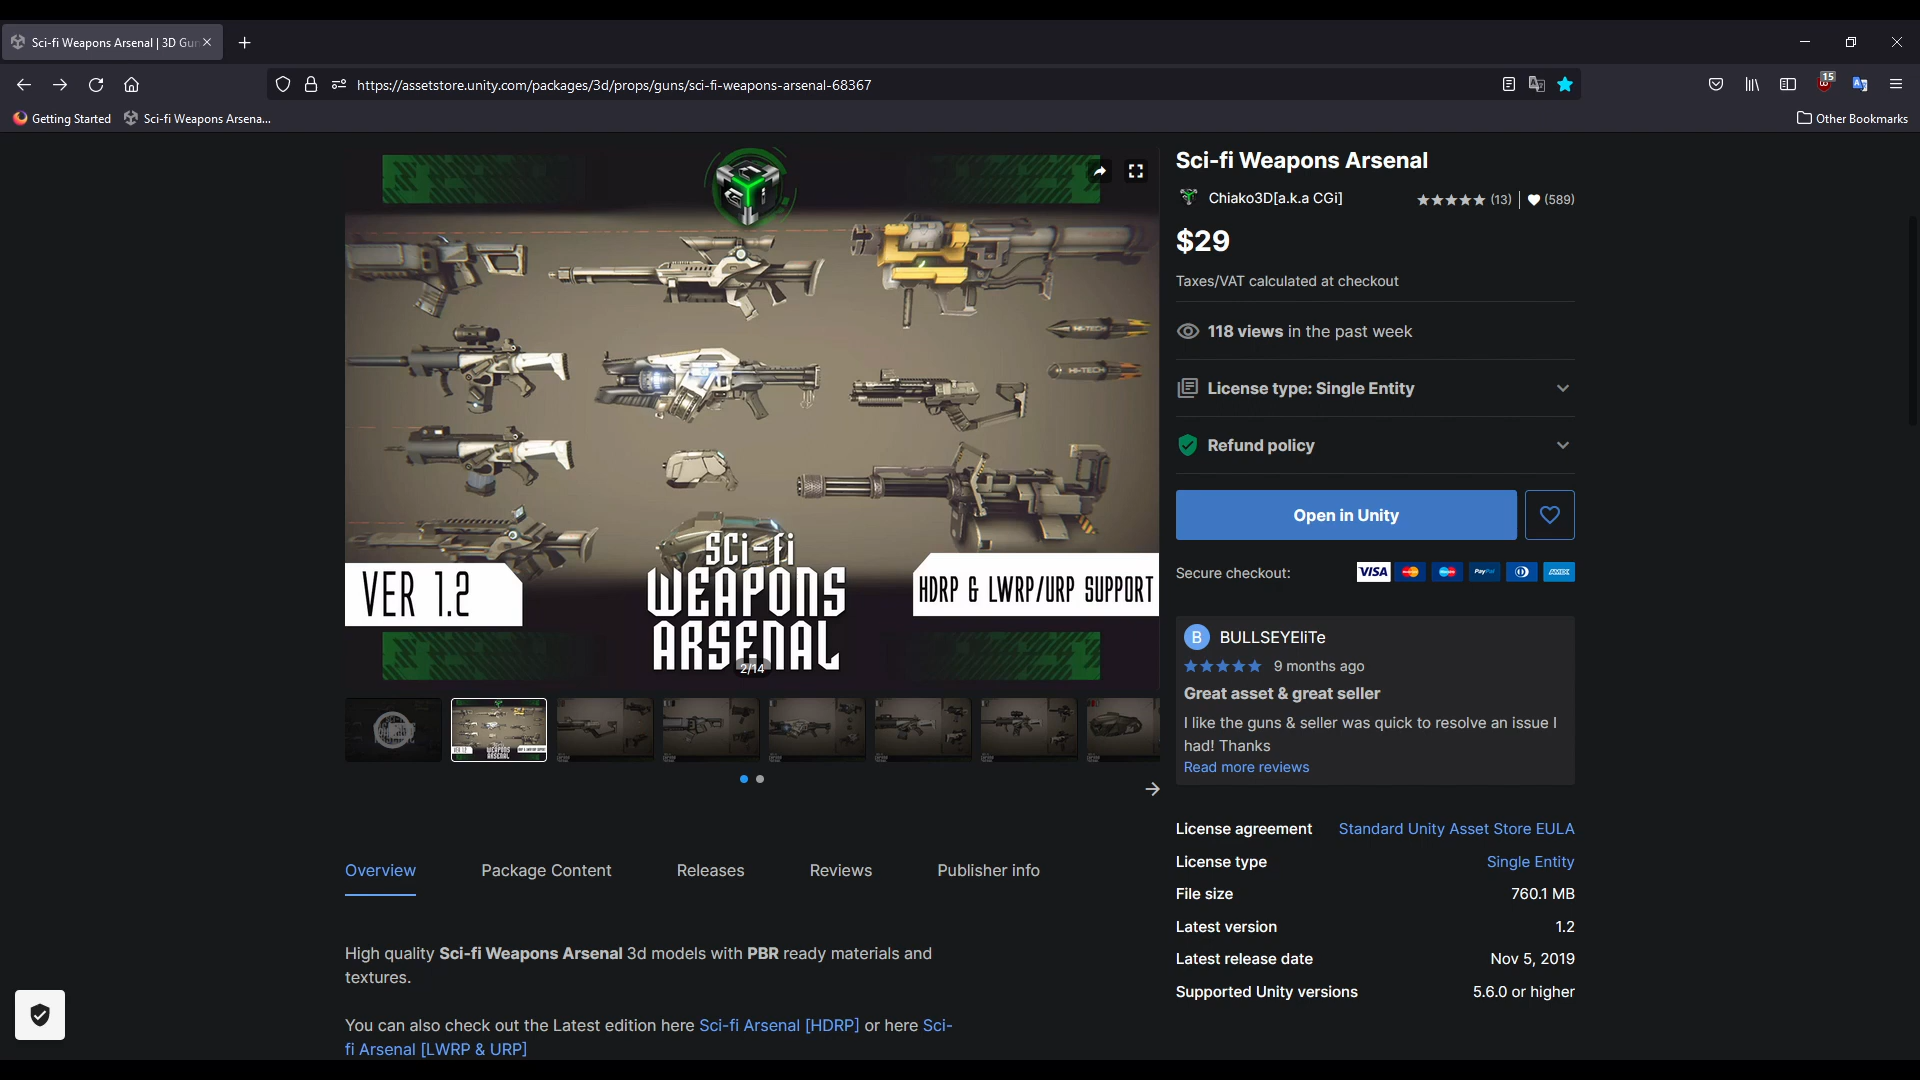 Sci-fi Weapons Arsenal | 3D Gun
https://assetstore.unity.com/packages/3d/props/guns/sci-fi-weapons-arsenal-68367
15
Getting Started
Sci-fi Weapons Arsena...
Other Bookmarks
HI-TECH
HI-TECH
VER 1.2
SCi-fi
WEAPONS
ARSENAL
HDRP & LWRP/URP SUPPORT
2/14
Overview
Package Content
Releases
Reviews
Publisher info
High quality Sci-fi Weapons Arsenal 3d models with PBR ready materials and
textures.
You can also check out the Latest edition here Sci-fi Arsenal [HDRP] or here Sci-
fi Arsenal [LWRP & URP]
Sci-fi Weapons Arsenal
Chiako3D[a.k.a CGi]
(13)
(589)
$29
Taxes/VAT calculated at checkout
118 views in the past week
License type: Single Entity
Refund policy
Open in Unity
Secure checkout:
VISA
PayPal
AMEX
B
BULLSEYEliTe
9 months ago
Great asset & great seller
I like the guns & seller was quick to resolve an issue I
had! Thanks
Read more reviews
License agreement Standard Unity Asset Store EULA
License type Single Entity
File size 760.1 MB
Latest version 1.2
Latest release date Nov 5, 2019
Supported Unity versions 5.6.0 or higher